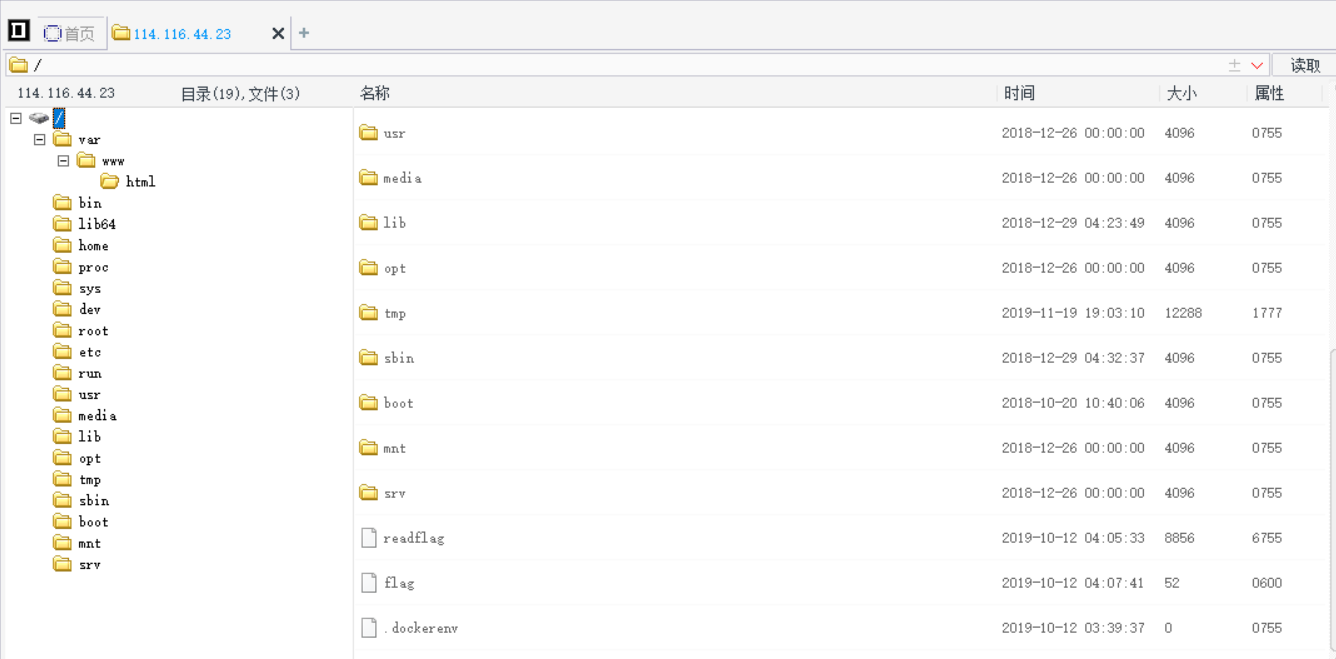 首页 114.116.44.23
/ 读取
114.116.44.23 目录(19),文件(3) 名称 时间 大小 属性
/
var
www
html
bin
lib64
home
proc
sys
dev
root
etc
run
usr
media
lib
opt
tmp
sbin
boot
mnt
srv
usr 2018-12-26 00:00:00 4096 0755
media 2018-12-26 00:00:00 4096 0755
lib 2018-12-29 04:23:49 4096 0755
opt 2018-12-26 00:00:00 4096 0755
tmp 2019-11-19 19:03:10 12288 1777
sbin 2018-12-29 04:32:37 4096 0755
boot 2018-10-20 10:40:06 4096 0755
mnt 2018-12-26 00:00:00 4096 0755
srv 2018-12-26 00:00:00 4096 0755
readflag 2019-10-12 04:05:33 8856 6755
flag 2019-10-12 04:07:41 52 0600
.dockerenv 2019-10-12 03:39:37 0 0755